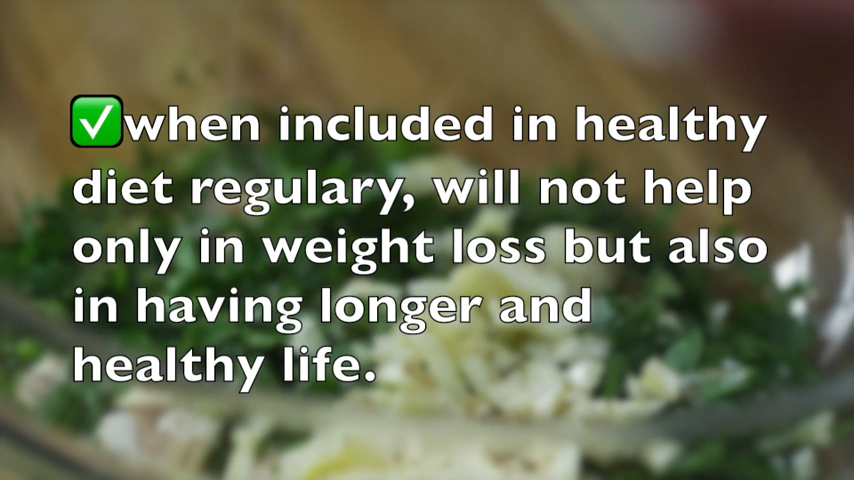 ✅when included in healthy
diet regulary, will not help
only in weight loss but also
in having longer and
healthy life.